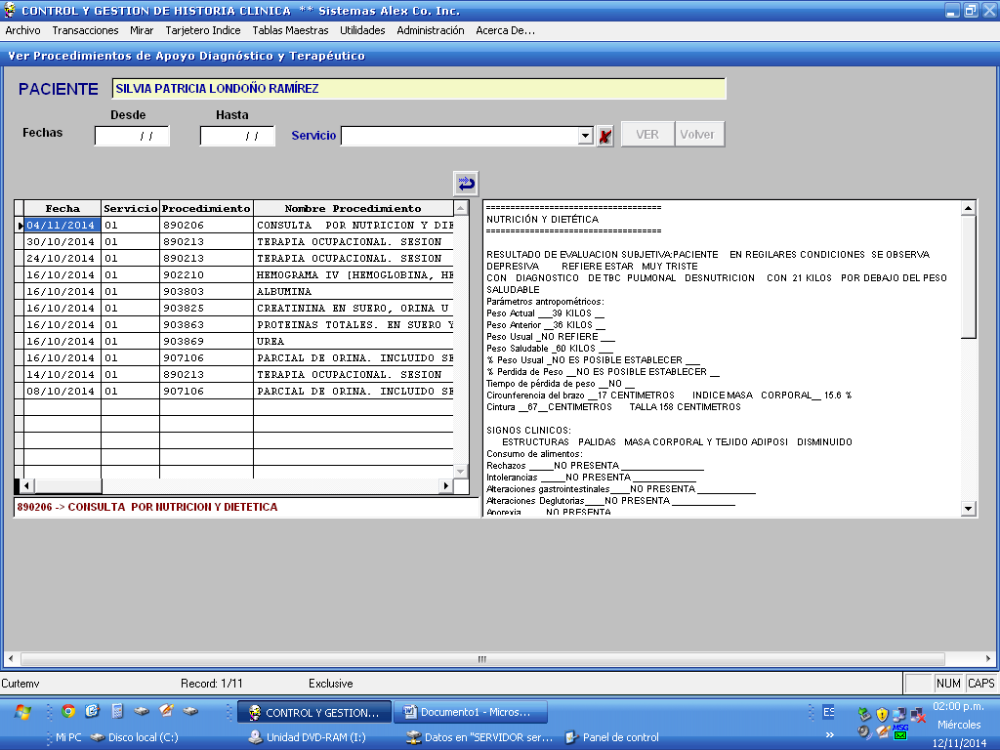 CONTROL Y GESTION DE HISTORIA CLINICA ** Sistemas Alex Co. Inc.
Archivo Transacciones Mirar Tarjetero Indice Tablas Maestras Utilidades Administración Acerca De...
Ver Procedimientos de Apoyo Diagnóstico y Terapéutico
PACIENTE SILVIA PATRICIA LONDOÑO RAMÍREZ
Desde Hasta
Fechas / / / / Servicio VER Volver
Fecha Servicio Procedimiento Nombre Procedimiento
04/11/2014 01 890206 CONSULTA POR NUTRICION Y DIE
30/10/2014 01 890213 TERAPIA OCUPACIONAL. SESION
24/10/2014 01 890213 TERAPIA OCUPACIONAL. SESION
16/10/2014 01 902210 HEMOGRAMA IV [HEMOGLOBINA, HE
16/10/2014 01 903803 ALBUMINA
16/10/2014 01 903825 CREATININA EN SUERO, ORINA U
16/10/2014 01 903863 PROTEINAS TOTALES. EN SUERO Y
16/10/2014 01 903869 UREA
16/10/2014 01 907106 PARCIAL DE ORINA. INCLUIDO SE
14/10/2014 01 890213 TERAPIA OCUPACIONAL. SESION
08/10/2014 01 907106 PARCIAL DE ORINA. INCLUIDO SE
890206 -> CONSULTA POR NUTRICION Y DIETETICA
====================================
NUTRICIÓN Y DIETÉTICA
====================================
RESULTADO DE EVALUACION SUBJETIVA:PACIENTE EN REGILARES CONDICIONES SE OBSERVA
DEPRESIVA REFIERE ESTAR MUY TRISTE
CON DIAGNOSTICO DE TBC PULMONAL DESNUTRICION CON 21 KILOS POR DEBAJO DEL PESO
SALUDABLE
Parámetros antropométricos:
Peso Actual ___39 KILOS __
Peso Anterior __36 KILOS __
Peso Usual _NO REFIERE ___
Peso Saludable _60 KILOS ___
% Peso Usual _NO ES POSIBLE ESTABLECER ___
% Perdida de Peso __NO ES POSIBLE ESTABLECER __
Tiempo de pérdida de peso __NO __
Circunferencia del brazo __17 CENTIMETROS INDICE MASA CORPORAL__ 15.6 %
Cintura __67__CENTIMETROS TALLA 158 CENTIMETROS
SIGNOS CLINICOS:
ESTRUCTURAS PALIDAS MASA CORPORAL Y TEJIDO ADIPOSI DISMINUIDO
Consumo de alimentos:
Rechazos _____NO PRESENTA _________________
Intolerancias _____NO PRESENTA _____________
Alteraciones gastrointestinales____NO PRESENTA ____________
Alteraciones Deglutorias____NO PRESENTA _____________
Anorexia NO PRESENTA
Curtemv Record: 1/11 Exclusive NUM CAPS
CONTROL Y GESTION... Documento1 - Micros... ES 02:00 p.m.
Miércoles
MSG
Mi PC Disco local (C:) Unidad DVD-RAM (I:) Datos en "SERVIDOR ser... Panel de control » 12/11/2014